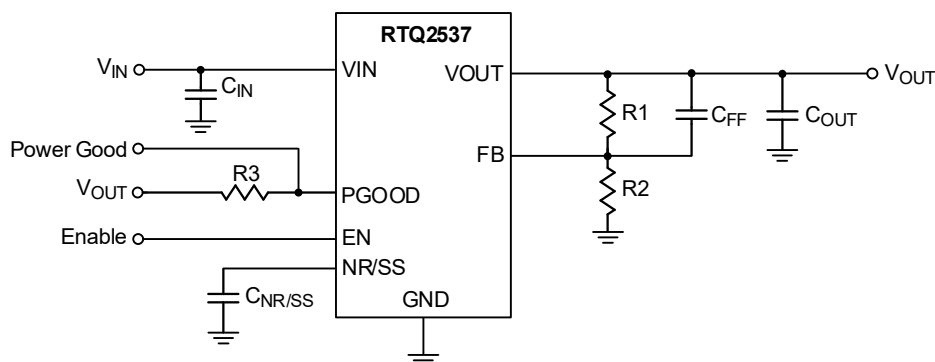 RTQ2537
V_IN
VIN
C_IN
VOUT
V_OUT
R1
C_FF
C_OUT
Power Good
FB
V_OUT
R3
PGOOD
R2
Enable
EN
NR/SS
C_NR/SS
GND